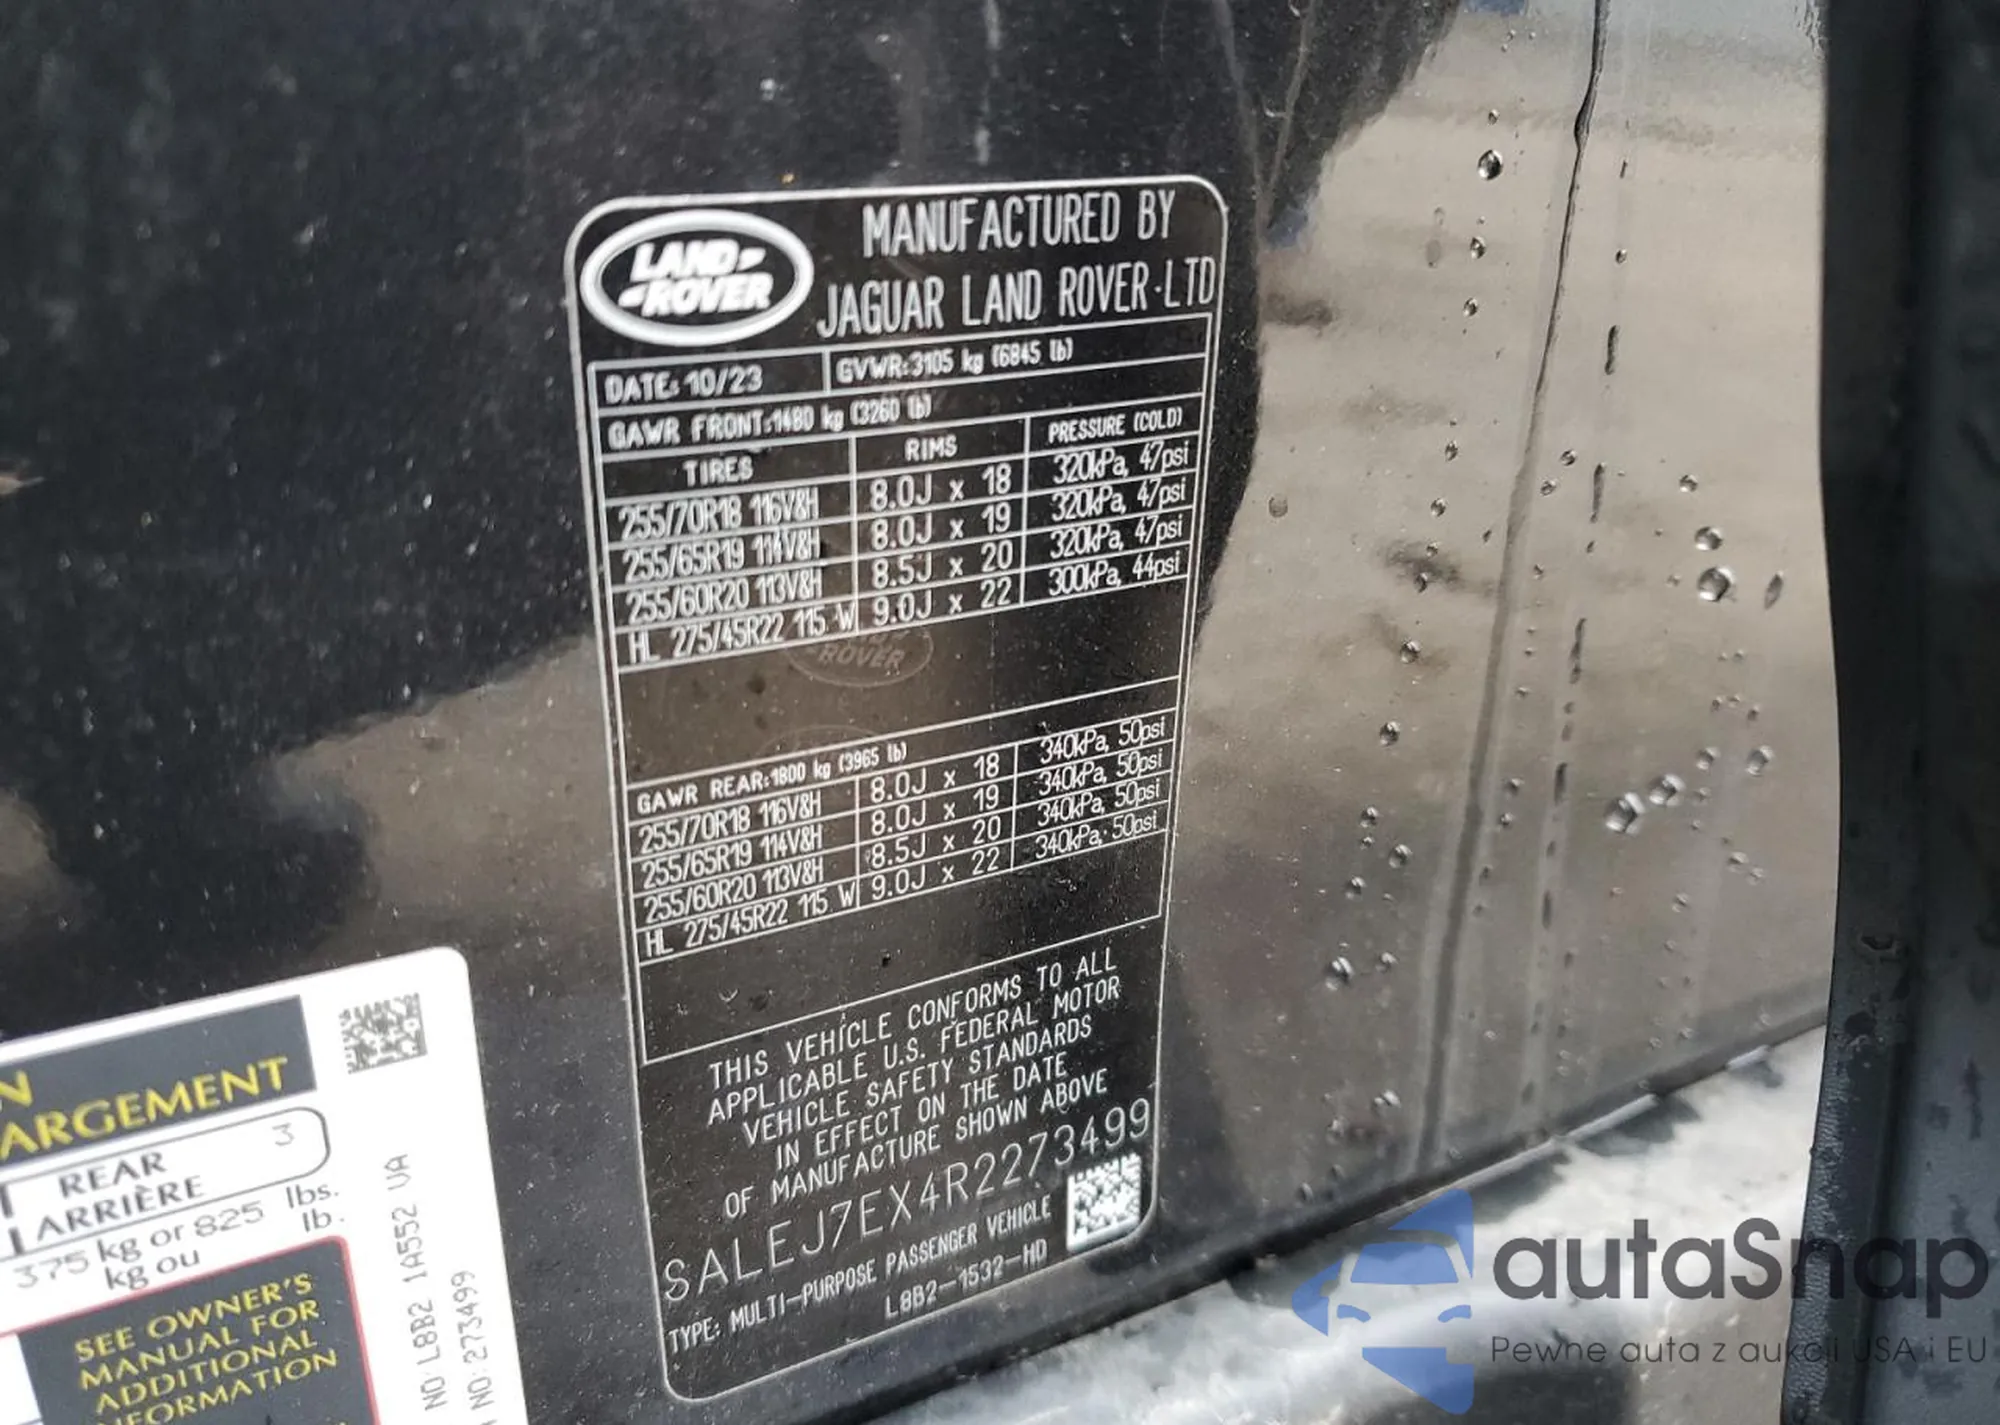 LAND ROVER
MANUFACTURED BY
JAGUAR LAND ROVER LTD
DATE: 10/23 GVWR:3105 kg (6845 lb)
GAWR FRONT:1480 kg (3260 lb)
TIRES RIMS PRESSURE (COLD)
255/70R18 116V&H 8.0J x 18 320kPa, 47psi
255/65R19 114V&H 8.0J x 19 320kPa, 47psi
255/60R20 113V&H 8.5J x 20 320kPa, 47psi
HL 275/45R22 115 W 9.0J x 22 300kPa, 44psi
ROVER
GAWR REAR:1800 kg (3965 lb)
255/70R18 116V&H 8.0J x 18 340kPa, 50psi
255/65R19 114V&H 8.0J x 19 340kPa, 50psi
255/60R20 113V&H 8.5J x 20 340kPa, 50psi
HL 275/45R22 115 W 9.0J x 22 340kPa, 50psi
THIS VEHICLE CONFORMS TO ALL
APPLICABLE U.S. FEDERAL MOTOR
VEHICLE SAFETY STANDARDS
IN EFFECT ON THE DATE
OF MANUFACTURE SHOWN ABOVE
SALEJ7EX4R2273499
TYPE: MULTI-PURPOSE PASSENGER VEHICLE
L8B2-1532-HD
N
ARGEMENT
REAR 3
ARRIÈRE
375 kg or 825 lbs.
kg ou lb.
SEE OWNER'S
MANUAL FOR
ADDITIONAL
INFORMATION
NO: L8B2 1A552 UA
NO: 273499
autaSnap
Pewne auta z aukcji USA i EU